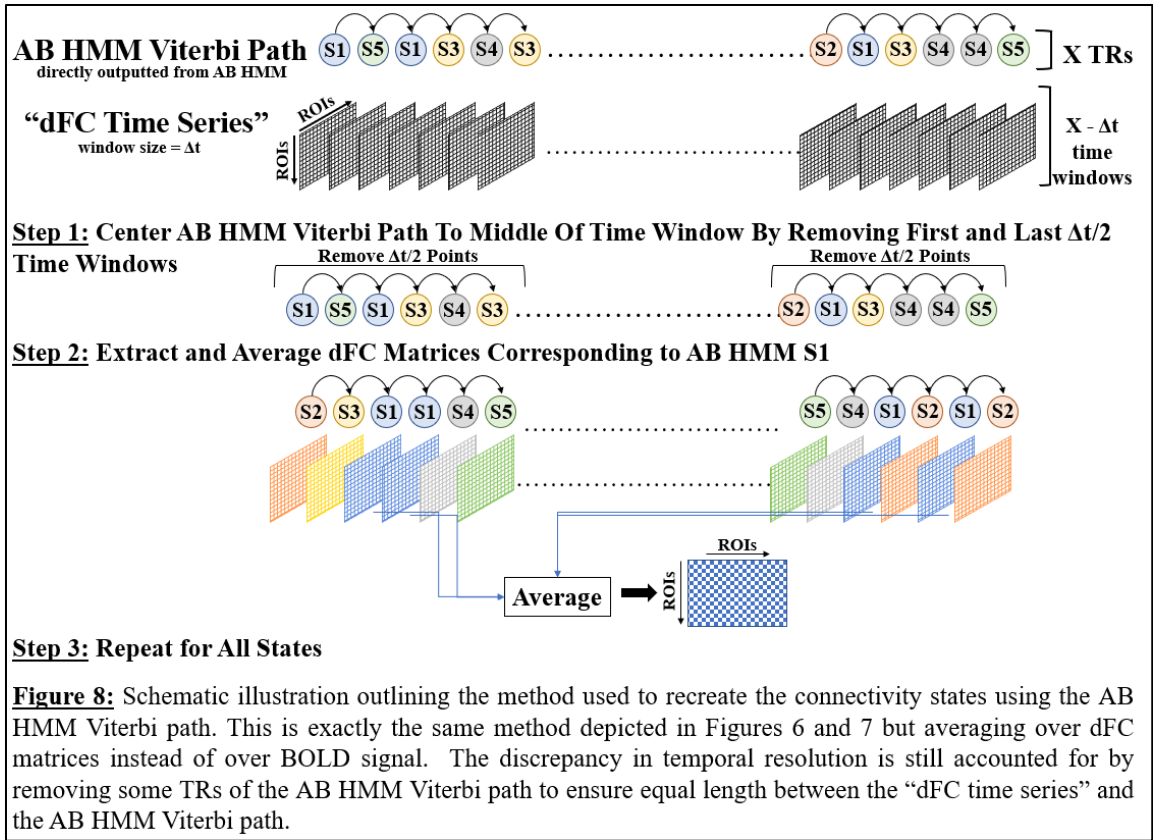 AB HMM Viterbi Path
directly outputted from AB HMM
S1 S5 S1 S3 S4 S3 S2 S1 S3 S4 S4 S5
X TRs
"dFC Time Series"
window size = Δt
ROIs
ROIs
X - Δt
time
windows
Step 1: Center AB HMM Viterbi Path To Middle Of Time Window By Removing First and Last Δt/2
Time Windows
Remove Δt/2 Points Remove Δt/2 Points
S1 S5 S1 S3 S4 S3 S2 S1 S3 S4 S4 S5
Step 2: Extract and Average dFC Matrices Corresponding to AB HMM S1
S2 S3 S1 S1 S4 S5 S5 S4 S1 S2 S1 S2
ROIs
ROIs
Average
Step 3: Repeat for All States
Figure 8: Schematic illustration outlining the method used to recreate the connectivity states using the AB
HMM Viterbi path. This is exactly the same method depicted in Figures 6 and 7 but averaging over dFC
matrices instead of over BOLD signal. The discrepancy in temporal resolution is still accounted for by
removing some TRs of the AB HMM Viterbi path to ensure equal length between the "dFC time series" and
the AB HMM Viterbi path.